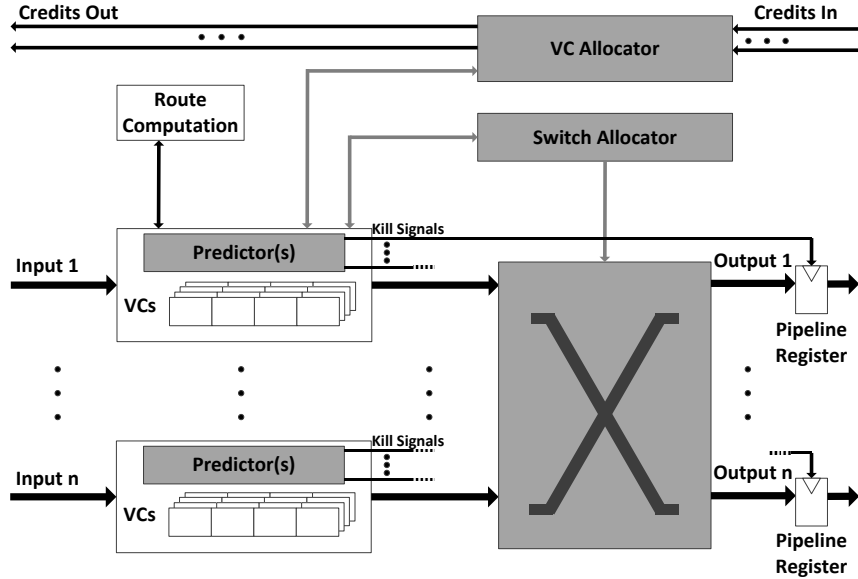 Credits Out
Credits In
VC Allocator
Route
Computation
Switch Allocator
Kill Signals
Predictor(s)
Input 1
VCs
Output 1
Pipeline
Register
Kill Signals
Predictor(s)
Input n
VCs
Output n
Pipeline
Register